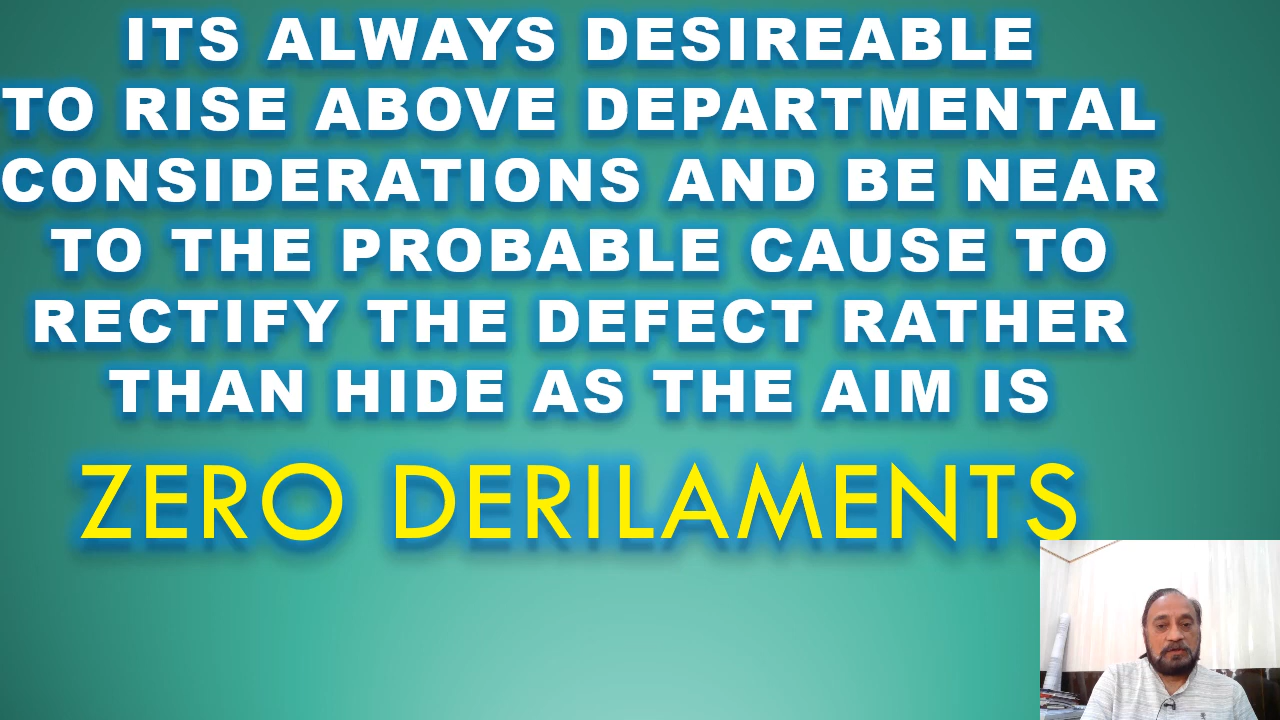 ITS ALWAYS DESIREABLE
TO RISE ABOVE DEPARTMENTAL
CONSIDERATIONS AND BE NEAR
TO THE PROBABLE CAUSE TO
RECTIFY THE DEFECT RATHER
THAN HIDE AS THE AIM IS
ZERO DERILAMENTS